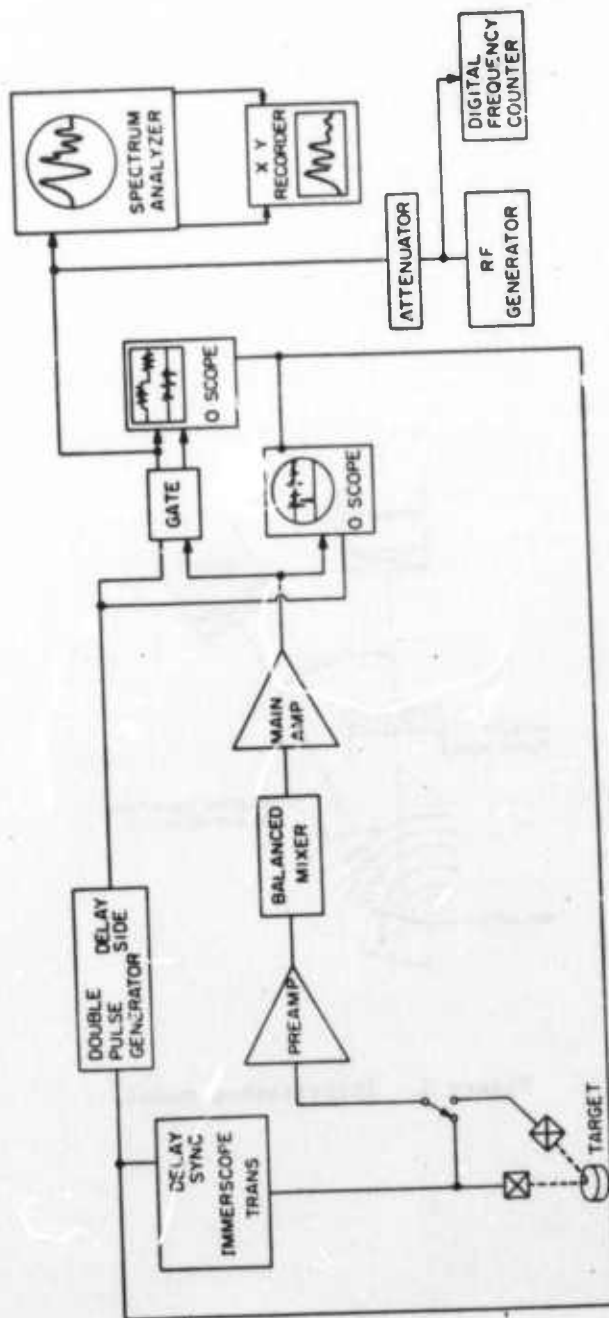 DOUBLE
PULSE DELAY
GENERATOR SIDE
DELAY
SYNC
IMMERSCOPE
TRANS
PREAMP
BALANCED
MIXER
MAIN
AMP
GATE
O SCOPE
O SCOPE
SPECTRUM
ANALYZER
X Y
RECORDER
ATTENUATOR
RF
GENERATOR
DIGITAL
FREQUENCY
COUNTER
TARGET